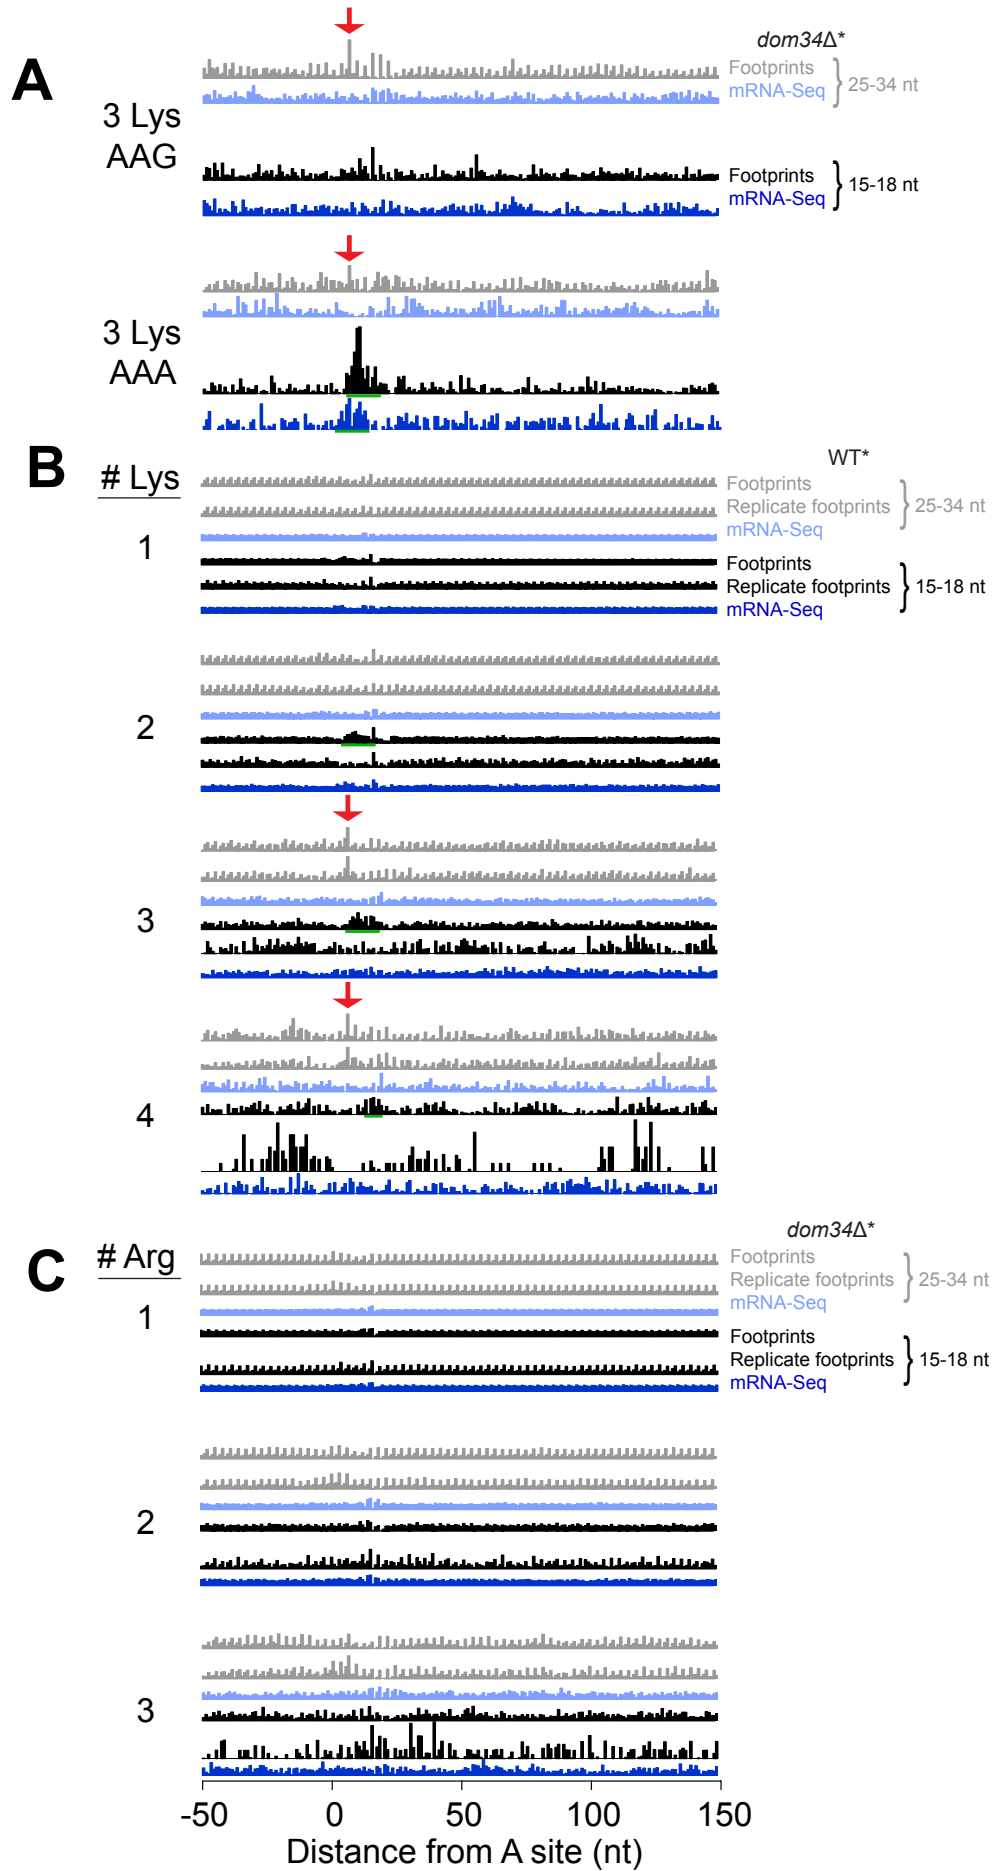 A
3 Lys
AAG
dom34Δ*
Footprints
mRNA-Seq
25-34 nt
Footprints
mRNA-Seq
15-18 nt
3 Lys
AAA
B
# Lys
WT*
Footprints
Replicate footprints
mRNA-Seq
25-34 nt
1
Footprints
Replicate footprints
mRNA-Seq
15-18 nt
2
3
4
C
# Arg
dom34Δ*
Footprints
Replicate footprints
mRNA-Seq
25-34 nt
1
Footprints
Replicate footprints
mRNA-Seq
15-18 nt
2
3
-50 0 50 100 150
Distance from A site (nt)